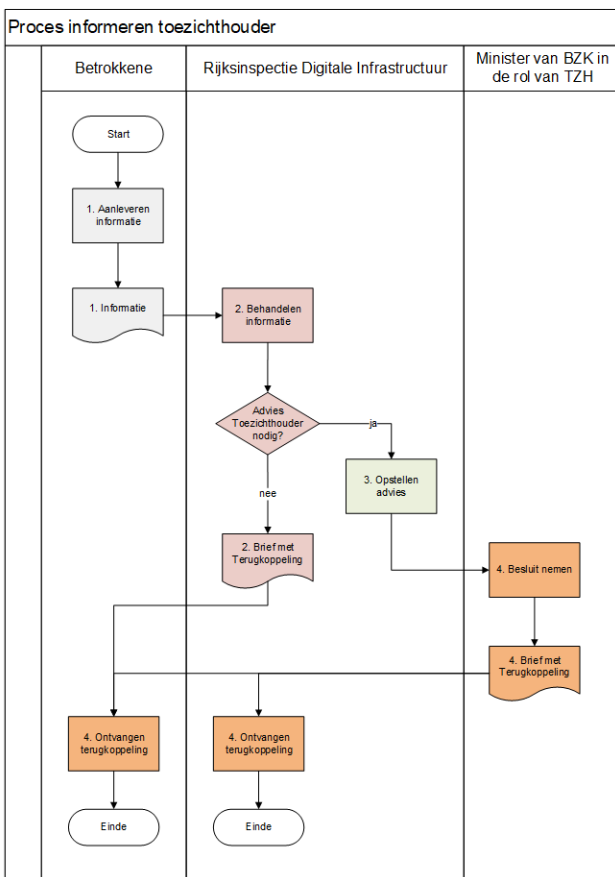 Proces informeren toezichthouder
Betrokkene
Rijksinspectie Digitale Infrastructuur
Minister van BZK in
de rol van TZH
Start
1. Aanleveren
informatie
1. Informatie
2. Behandelen
informatie
Advies
Toezichthouder
nodig?
ja
nee
3. Opstellen
advies
2. Brief met
Terugkoppeling
4. Besluit nemen
4. Brief met
Terugkoppeling
4. Ontvangen
terugkoppeling
4. Ontvangen
terugkoppeling
Einde
Einde